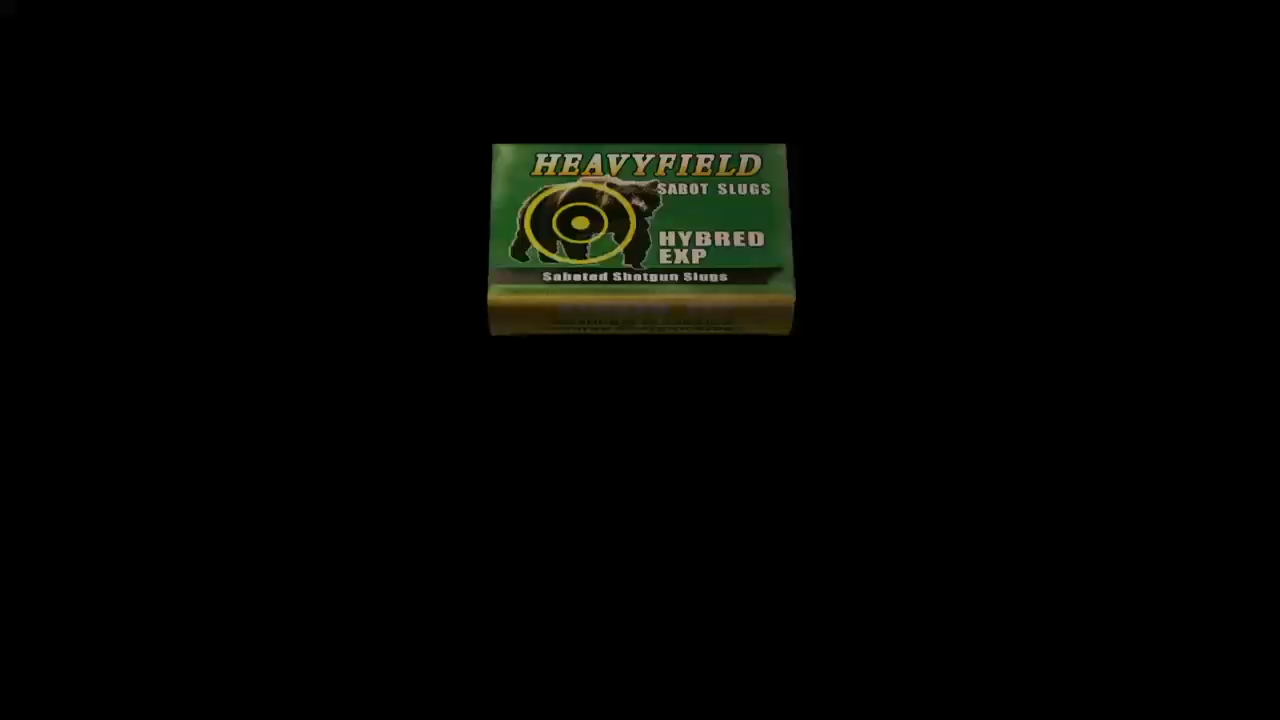 HEAVYFIELD
SABOT SLUGS
HYBRED
EXP
Saboted Shotgun Slugs